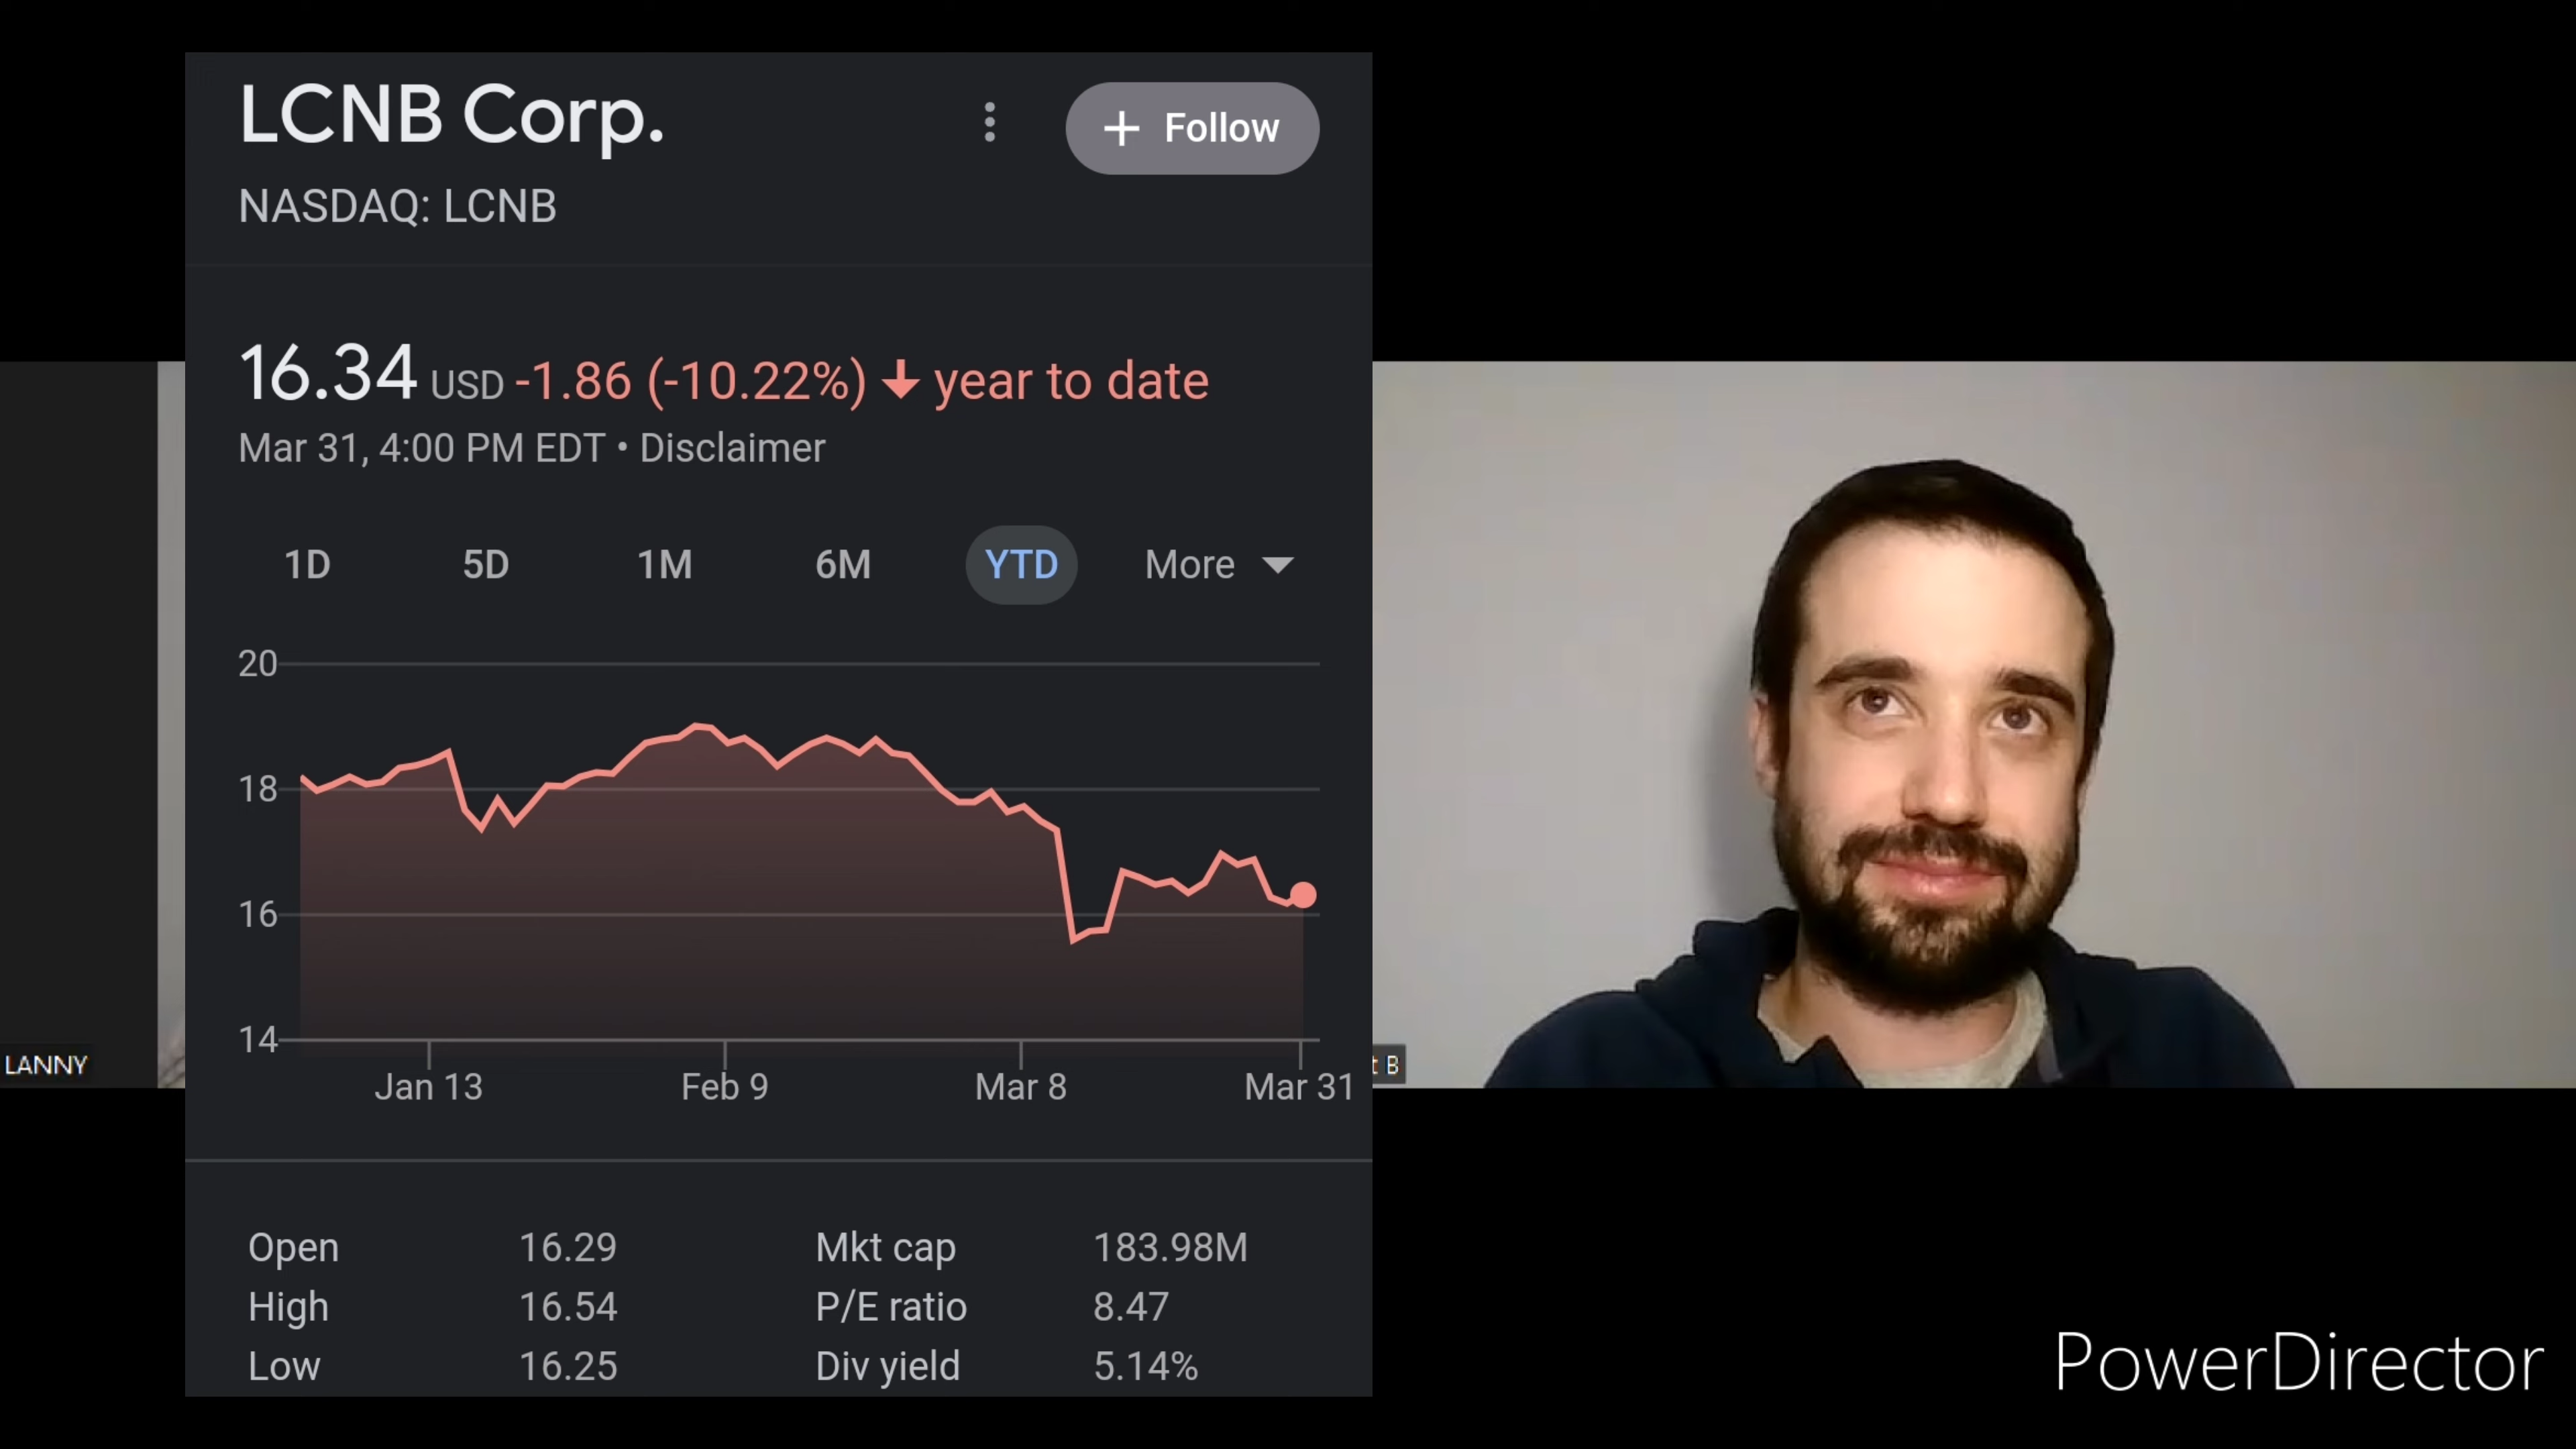 LCNB Corp.
+ Follow
NASDAQ: LCNB
16.34 USD -1.86 (-10.22%) ↓ year to date
Mar 31, 4:00 PM EDT • Disclaimer
1D 5D 1M 6M YTD More
20
18
16
14
Jan 13 Feb 9 Mar 8 Mar 31
Open 16.29 Mkt cap 183.98M
High 16.54 P/E ratio 8.47
Low 16.25 Div yield 5.14%
LANNY
t B
PowerDirector